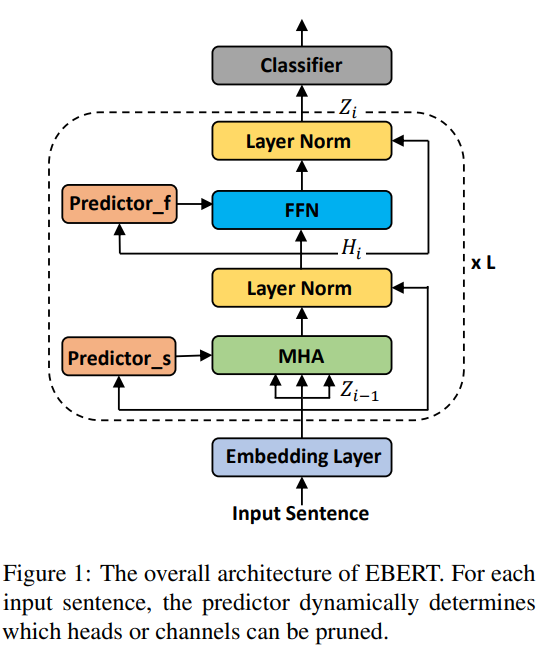 Classifier
Z_i
Layer Norm
Predictor_f
FFN
H_i
Layer Norm
x L
Predictor_s
MHA
Z_{i-1}
Embedding Layer
Input Sentence
Figure 1: The overall architecture of EBERT. For each
input sentence, the predictor dynamically determines
which heads or channels can be pruned.